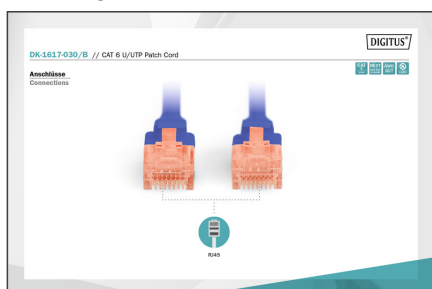 DIGITUS®
DK-1617-030/B // CAT 6 U/UTP Patch Cord
Anschlüsse
Connections
RJ45